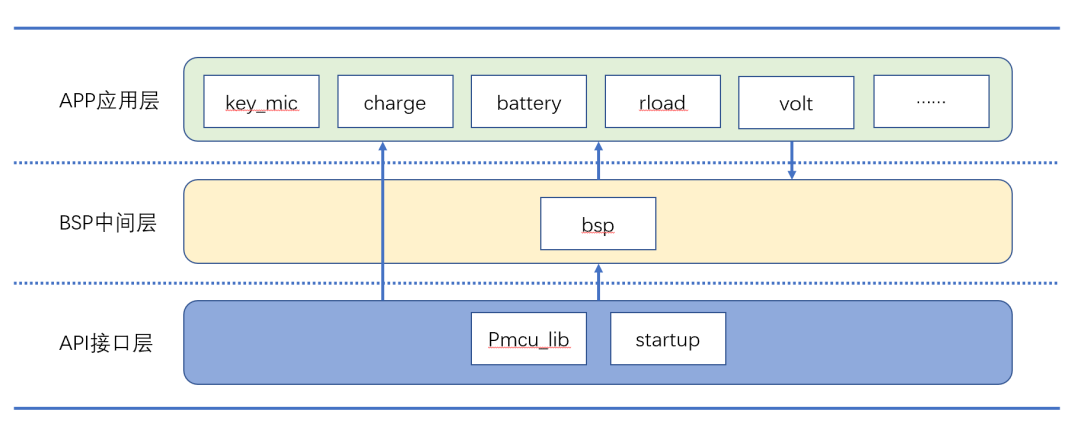 APP应用层
key_mic
charge
battery
rload
volt
……
BSP中间层
bsp
API接口层
Pmcu_lib
startup